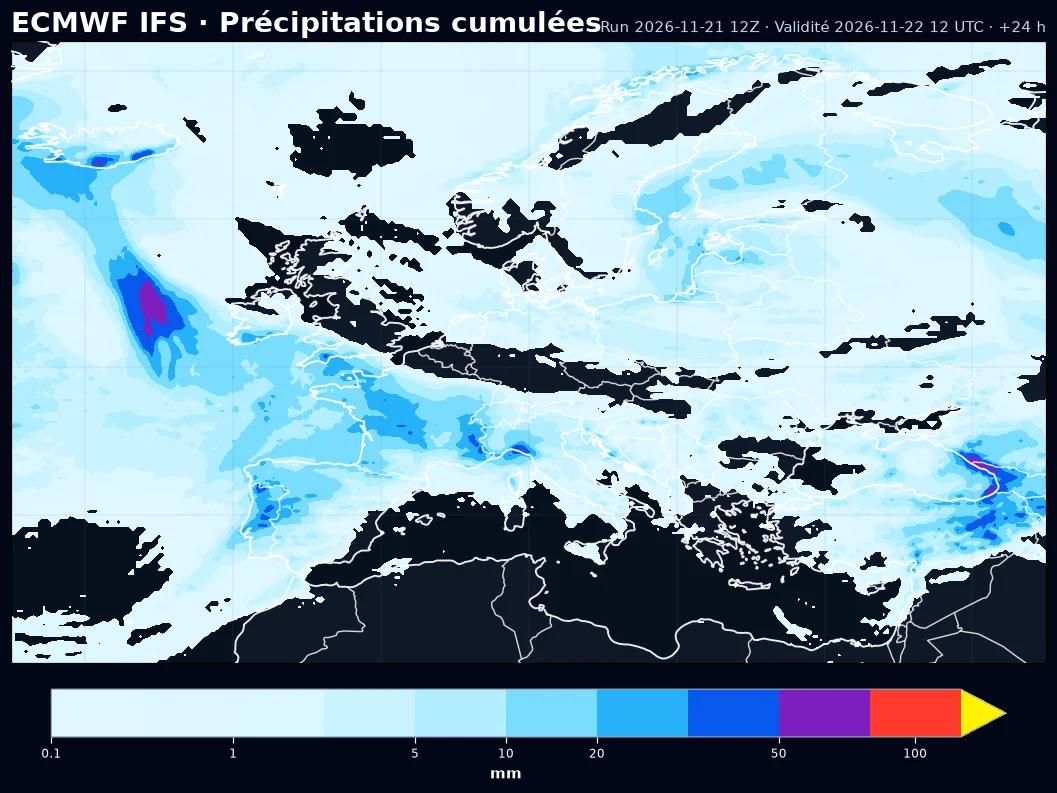 ECMWF IFS · Précipitations cumulées
Run 2026-11-21 12Z · Validité 2026-11-22 12 UTC · +24 h
0.1 1 5 10 20 50 100
mm